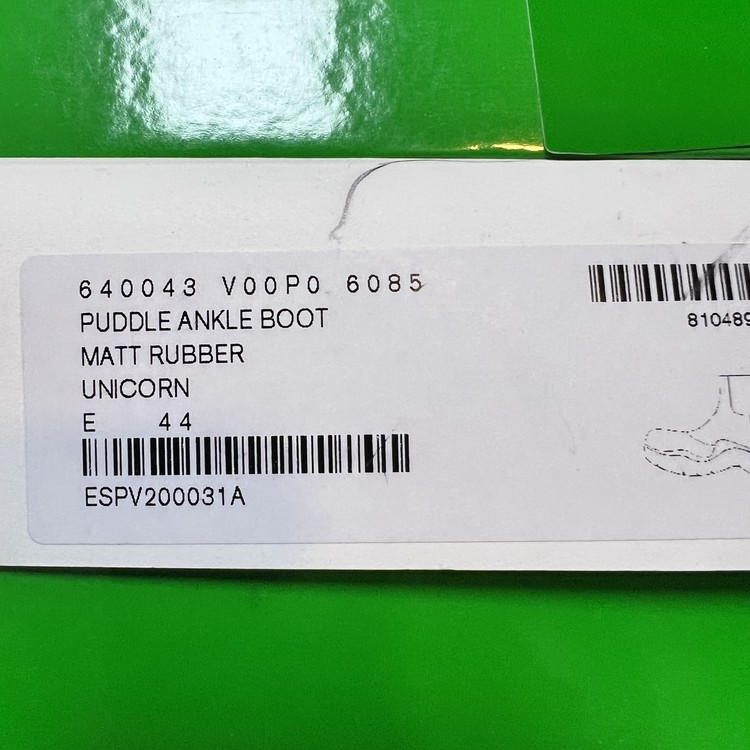 640043 V00P0 6085
PUDDLE ANKLE BOOT
MATT RUBBER
UNICORN
E 44
ESPV200031A
810489